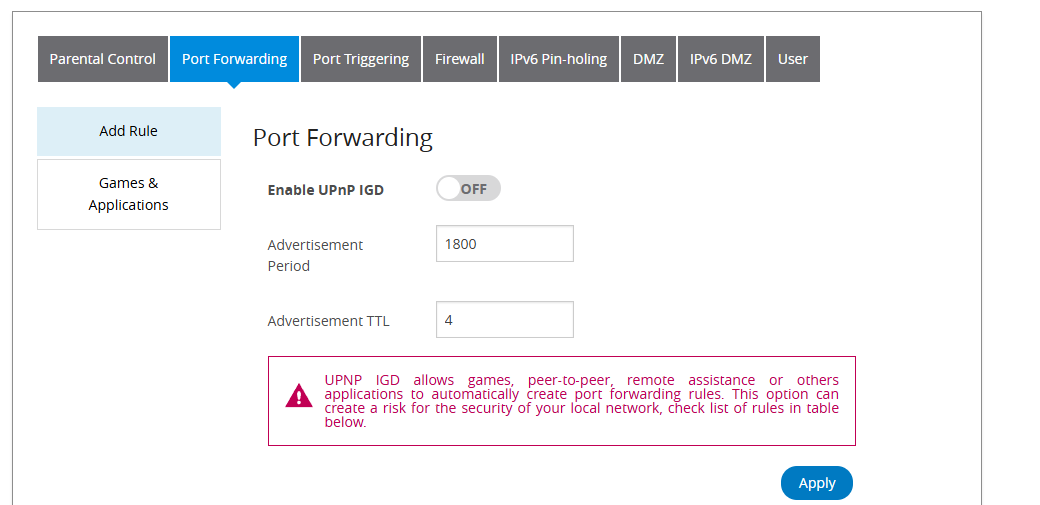 Parental Control
Port Forwarding
Port Triggering
Firewall
IPv6 Pin-holing
DMZ
IPv6 DMZ
User
Add Rule
Games &
Applications
Port Forwarding
Enable UPnP IGD
OFF
Advertisement
Period
1800
Advertisement TTL
4
UPNP IGD allows games, peer-to-peer, remote assistance or others
applications to automatically create port forwarding rules. This option can
create a risk for the security of your local network, check list of rules in table
below.
Apply